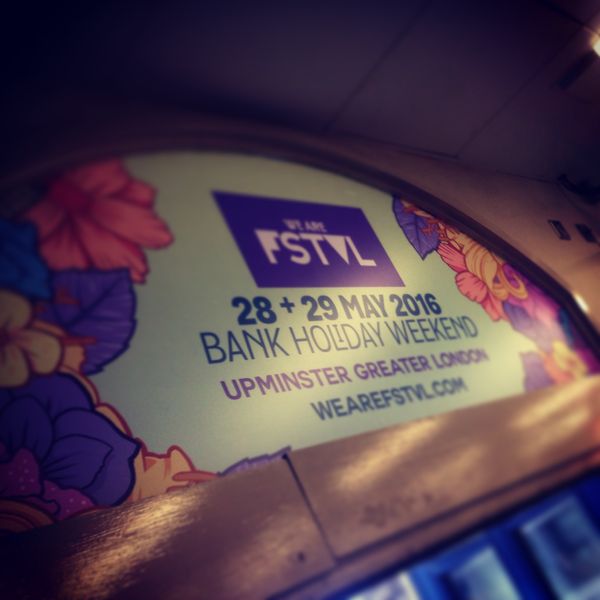 WE ARE
FSTVL
28 + 29 MAY 2016
BANK HOLIDAY WEEKEND
UPMINSTER GREATER LONDON
WEAREFSTVL.COM